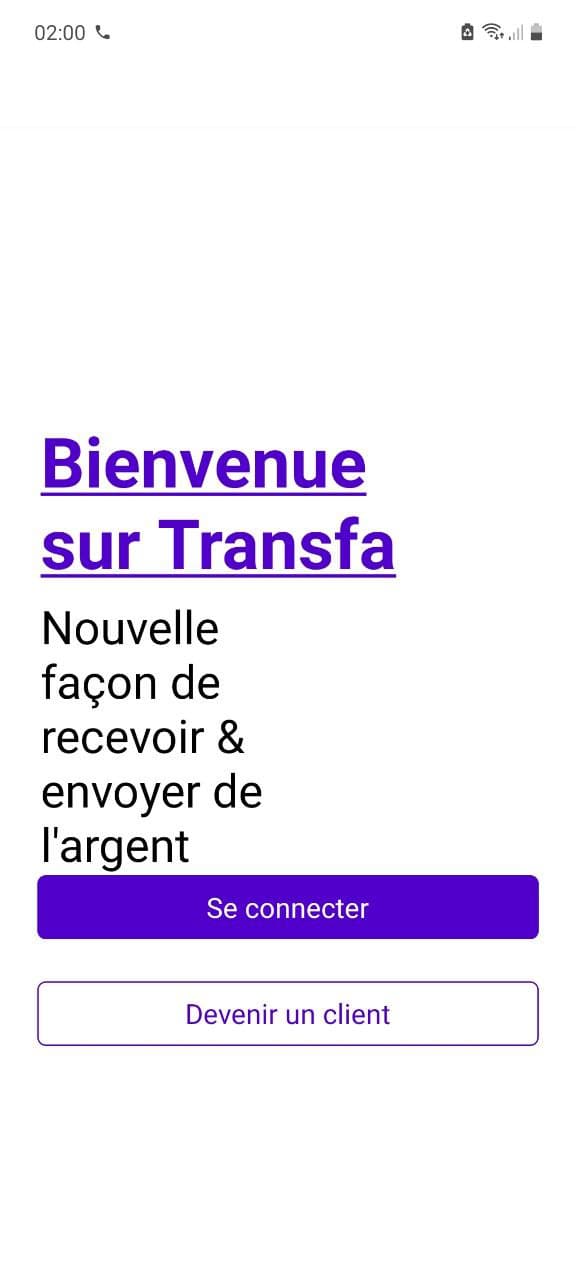 02:00
Bienvenue
sur Transfa
Nouvelle
façon de
recevoir &
envoyer de
l'argent
Se connecter
Devenir un client